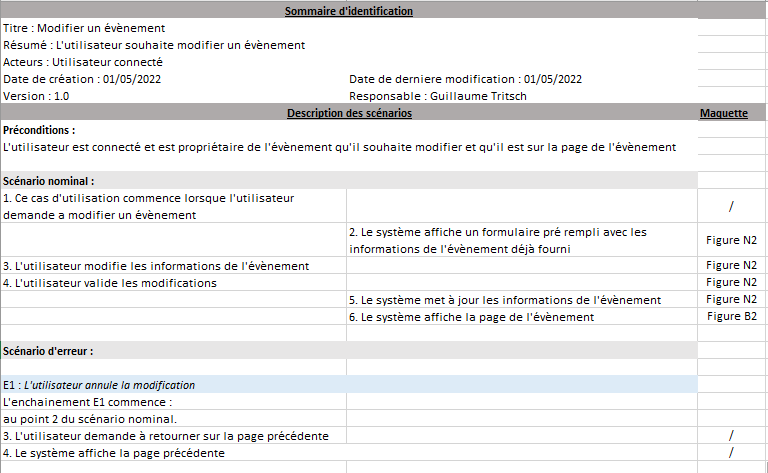 Sommaire d'identification
Titre : Modifier un évènement
Résumé : L'utilisateur souhaite modifier un évènement
Acteurs : Utilisateur connecté
Date de création : 01/05/2022 Date de derniere modification : 01/05/2022
Version : 1.0 Responsable : Guillaume Tritsch
Description des scénarios Maquette
Préconditions :
L'utilisateur est connecté et est propriétaire de l'évènement qu'il souhaite modifier et qu'il est sur la page de l'évènement
Scénario nominal :
1. Ce cas d'utilisation commence lorsque l'utilisateur
demande a modifier un évènement /
2. Le système affiche un formulaire pré rempli avec les
informations de l'évènement déjà fourni Figure N2
3. L'utilisateur modifie les informations de l'évènement Figure N2
4. L'utilisateur valide les modifications Figure N2
5. Le système met à jour les informations de l'évènement Figure N2
6. Le système affiche la page de l'évènement Figure B2
Scénario d'erreur :
E1 : L'utilisateur annule la modification
L'enchainement E1 commence :
au point 2 du scénario nominal.
3. L'utilisateur demande à retourner sur la page précédente /
4. Le système affiche la page précédente /